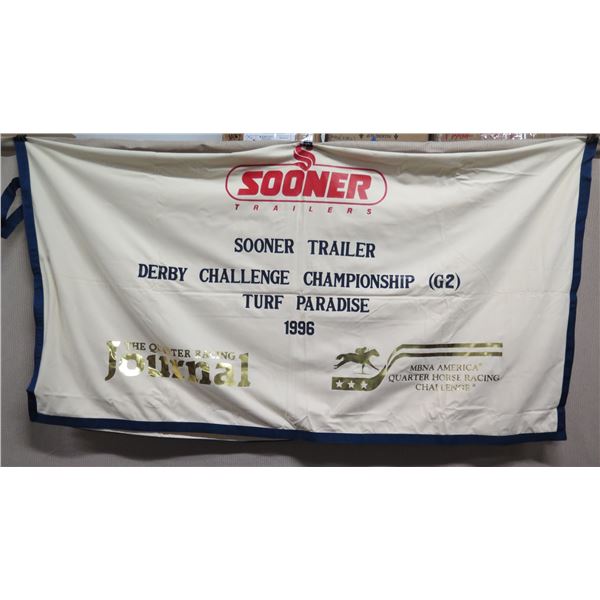 SOONER
TRAILERS
SOONER TRAILER
DERBY CHALLENGE CHAMPIONSHIP (G2)
TURF PARADISE
1996
THE QUARTER RACING
Journal
MBNA AMERICA®
QUARTER HORSE RACING
CHALLENGE®